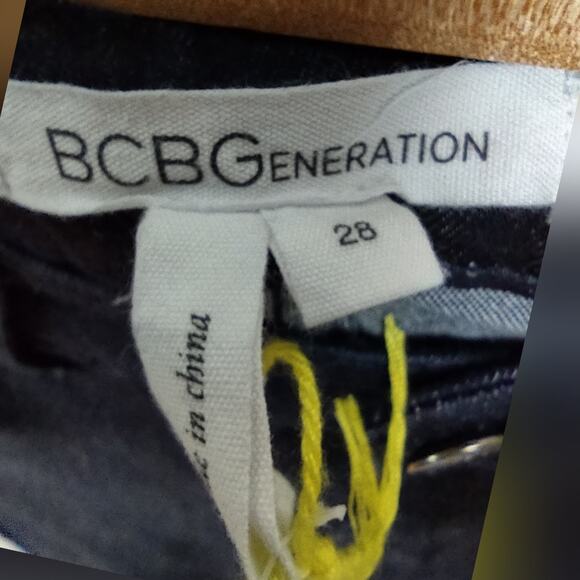 BCBGENERATION
28
in china